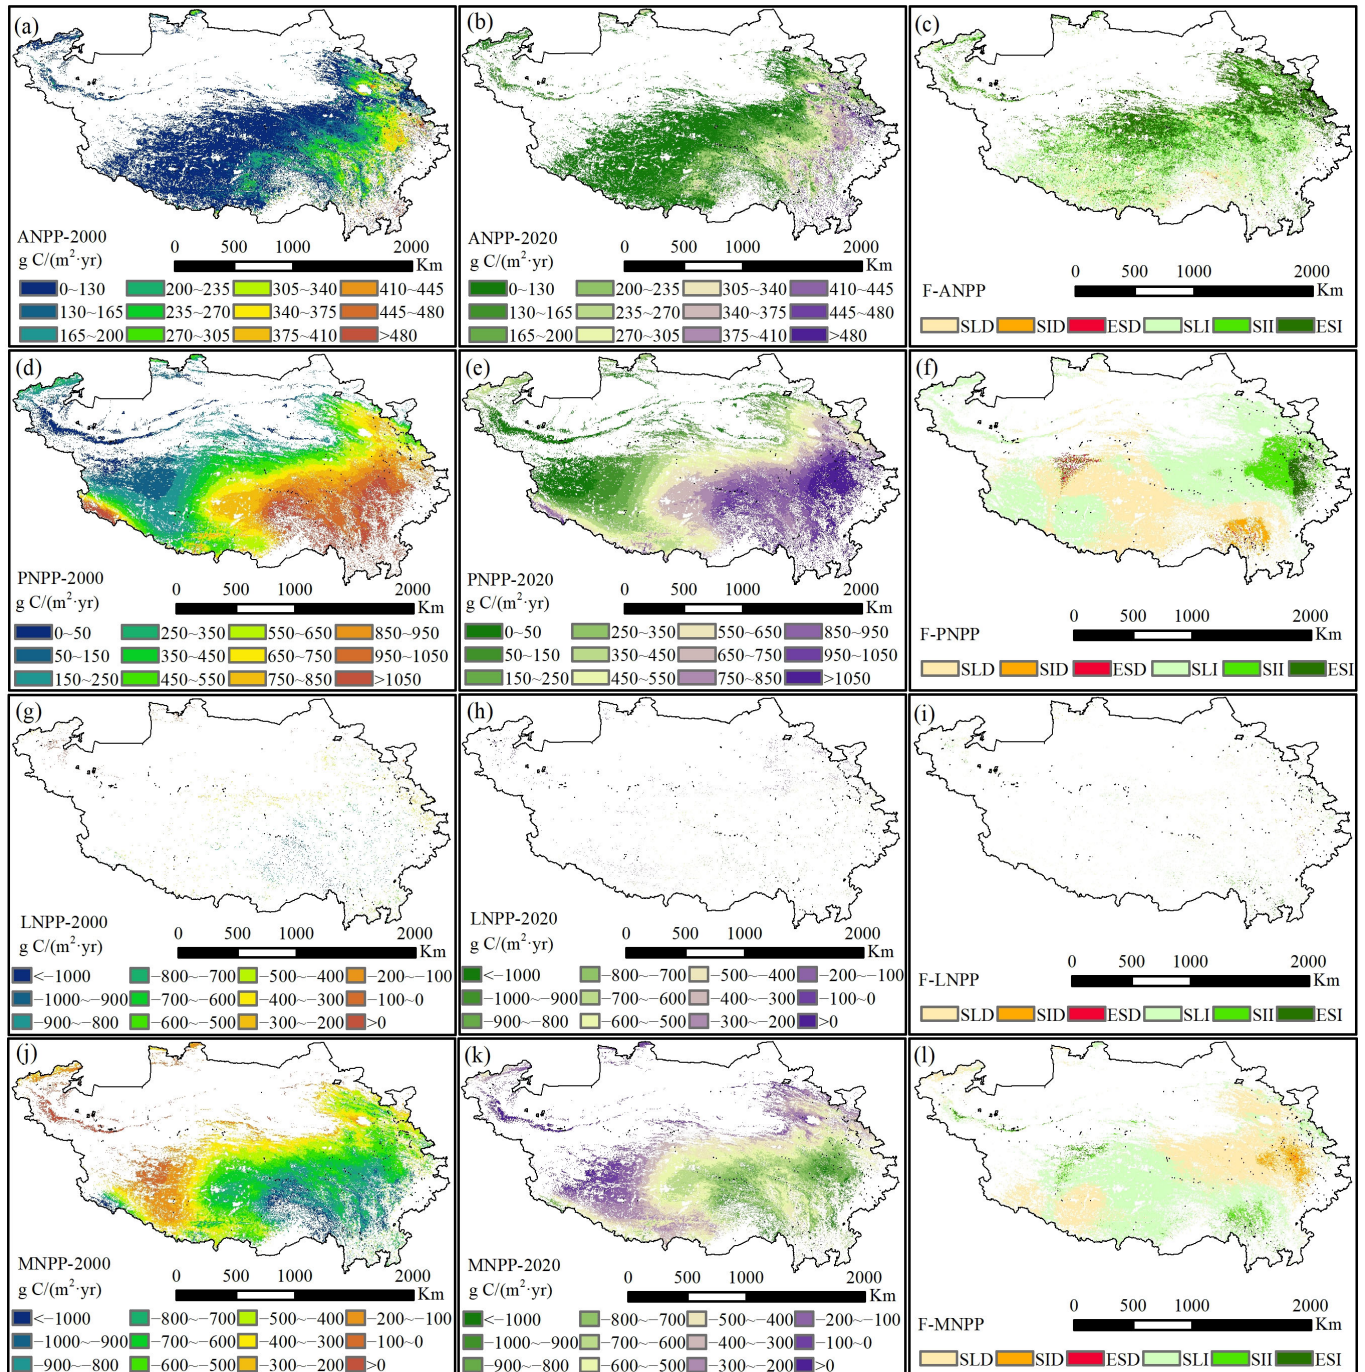 (a)
ANPP-2000
g C/(m²·yr)
0 500 1000 2000
Km
0~130 200~235 305~340 410~445
130~165 235~270 340~375 445~480
165~200 270~305 375~410 >480
(b)
ANPP-2020
g C/(m²·yr)
0 500 1000 2000
Km
0~130 200~235 305~340 410~445
130~165 235~270 340~375 445~480
165~200 270~305 375~410 >480
(c)
0 500 1000 2000
Km
F-ANPP
SLD SID ESD SLI SII ESI
(d)
PNPP-2000
g C/(m²·yr)
0 500 1000 2000
Km
0~50 250~350 550~650 850~950
50~150 350~450 650~750 950~1050
150~250 450~550 750~850 >1050
(e)
PNPP-2020
g C/(m²·yr)
0 500 1000 2000
Km
0~50 250~350 550~650 850~950
50~150 350~450 650~750 950~1050
150~250 450~550 750~850 >1050
(f)
0 500 1000 2000
Km
F-PNPP
SLD SID ESD SLI SII ESI
(g)
LNPP-2000
g C/(m²·yr)
0 500 1000 2000
Km
<−1000 −800~−700 −500~−400 −200~−100
−1000~−900 −700~−600 −400~−300 −100~0
−900~−800 −600~−500 −300~−200 >0
(h)
LNPP-2020
g C/(m²·yr)
0 500 1000 2000
Km
<−1000 −800~−700 −500~−400 −200~−100
−1000~−900 −700~−600 −400~−300 −100~0
−900~−800 −600~−500 −300~−200 >0
(i)
0 500 1000 2000
Km
F-LNPP
SLD SID ESD SLI SII ESI
(j)
MNPP-2000
g C/(m²·yr)
0 500 1000 2000
Km
<−1000 −800~−700 −500~−400 −200~−100
−1000~−900 −700~−600 −400~−300 −100~0
−900~−800 −600~−500 −300~−200 >0
(k)
MNPP-2020
g C/(m²·yr)
0 500 1000 2000
Km
<−1000 −800~−700 −500~−400 −200~−100
−1000~−900 −700~−600 −400~−300 −100~0
−900~−800 −600~−500 −300~−200 >0
(l)
0 500 1000 2000
Km
F-MNPP
SLD SID ESD SLI SII ESI